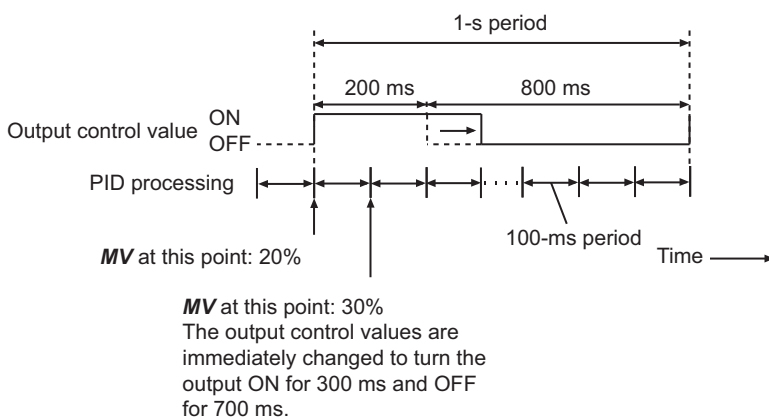 1-s period
200 ms
800 ms
Output control value
ON
OFF
PID processing
100-ms period
Time
MV at this point: 20%
MV at this point: 30%
The output control values are
immediately changed to turn the
output ON for 300 ms and OFF
for 700 ms.